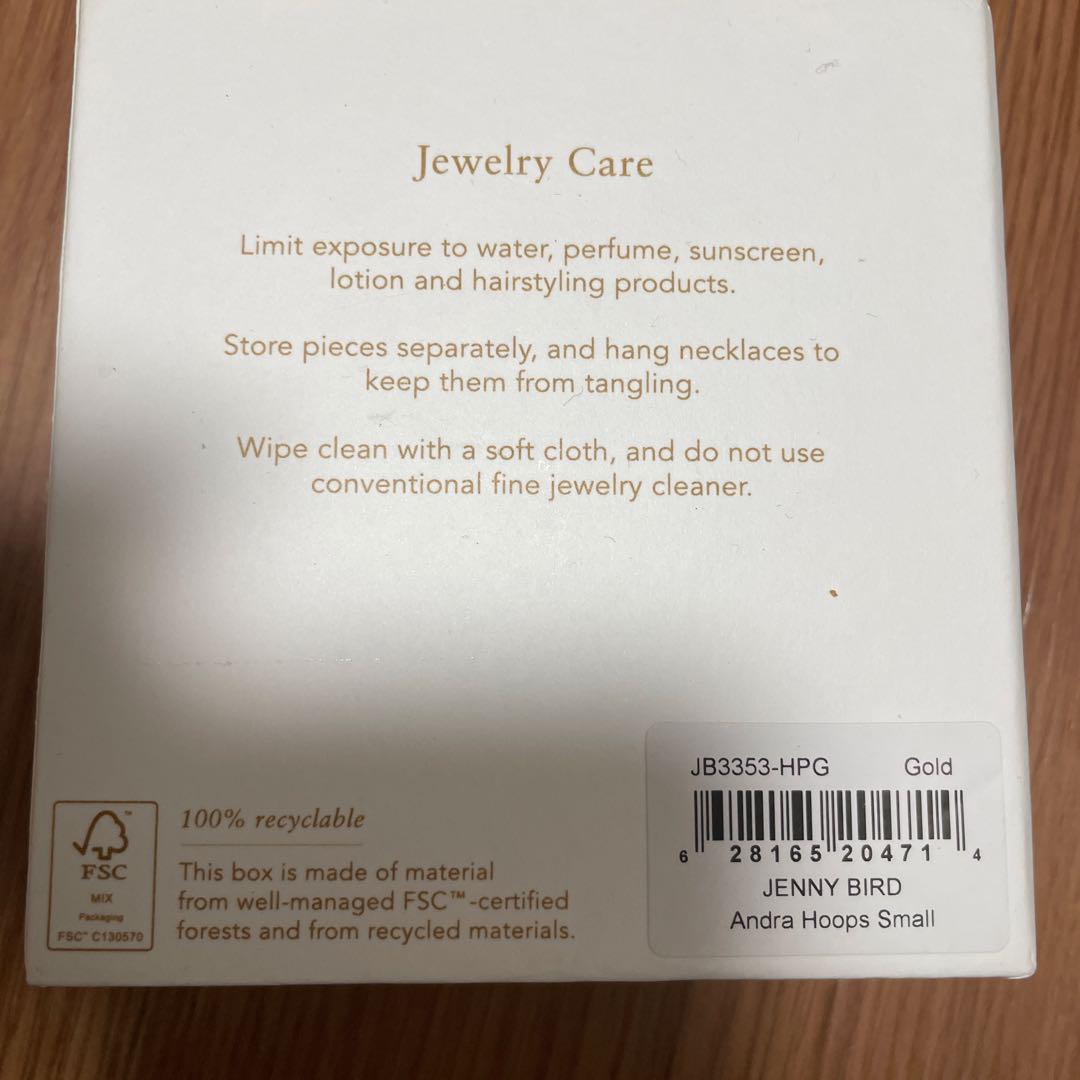 Jewelry Care
Limit exposure to water, perfume, sunscreen,
lotion and hairstyling products.
Store pieces separately, and hang necklaces to
keep them from tangling.
Wipe clean with a soft cloth, and do not use
conventional fine jewelry cleaner.
JB3353-HPG Gold
6 28165 20471 4
JENNY BIRD
Andra Hoops Small
FSC
MIX
Packaging
FSC™ C130570
100% recyclable
This box is made of material
from well-managed FSC™-certified
forests and from recycled materials.